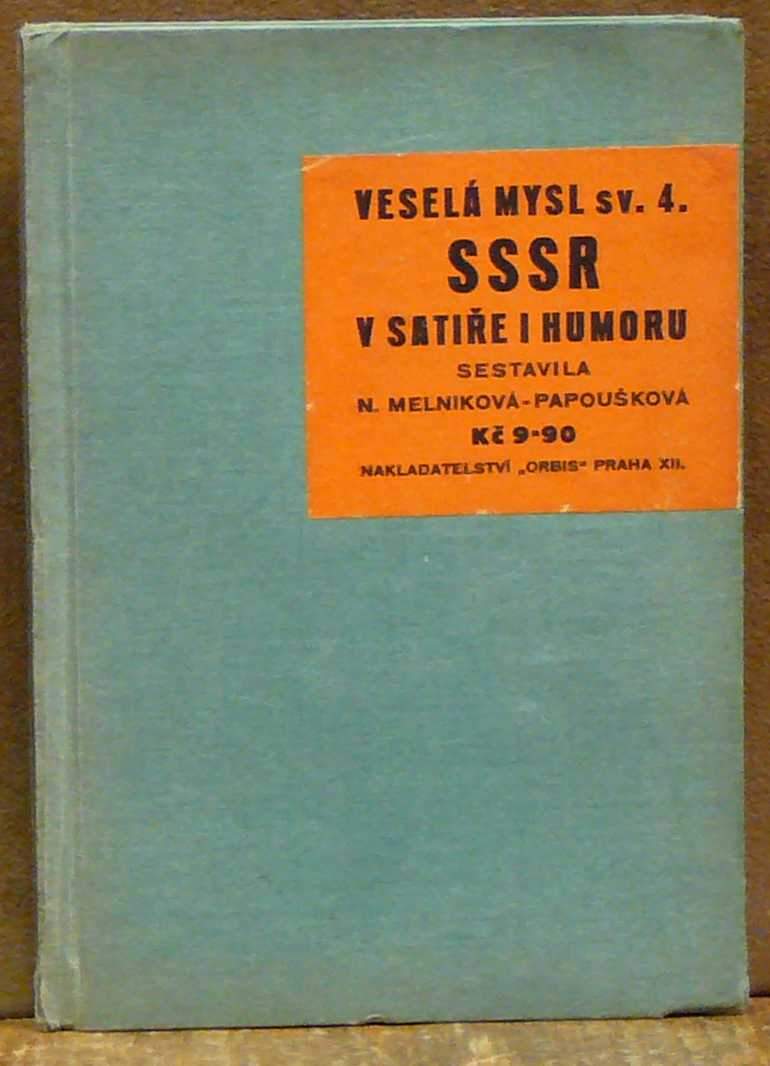 VESELÁ MYSL sv. 4.
SSSR
V SATIŘE I HUMORU
SESTAVILA
N. MELNIKOVÁ-PAPOUŠKOVÁ
Kč 9·90
NAKLADATELSTVÍ „ORBIS“ PRAHA XII.